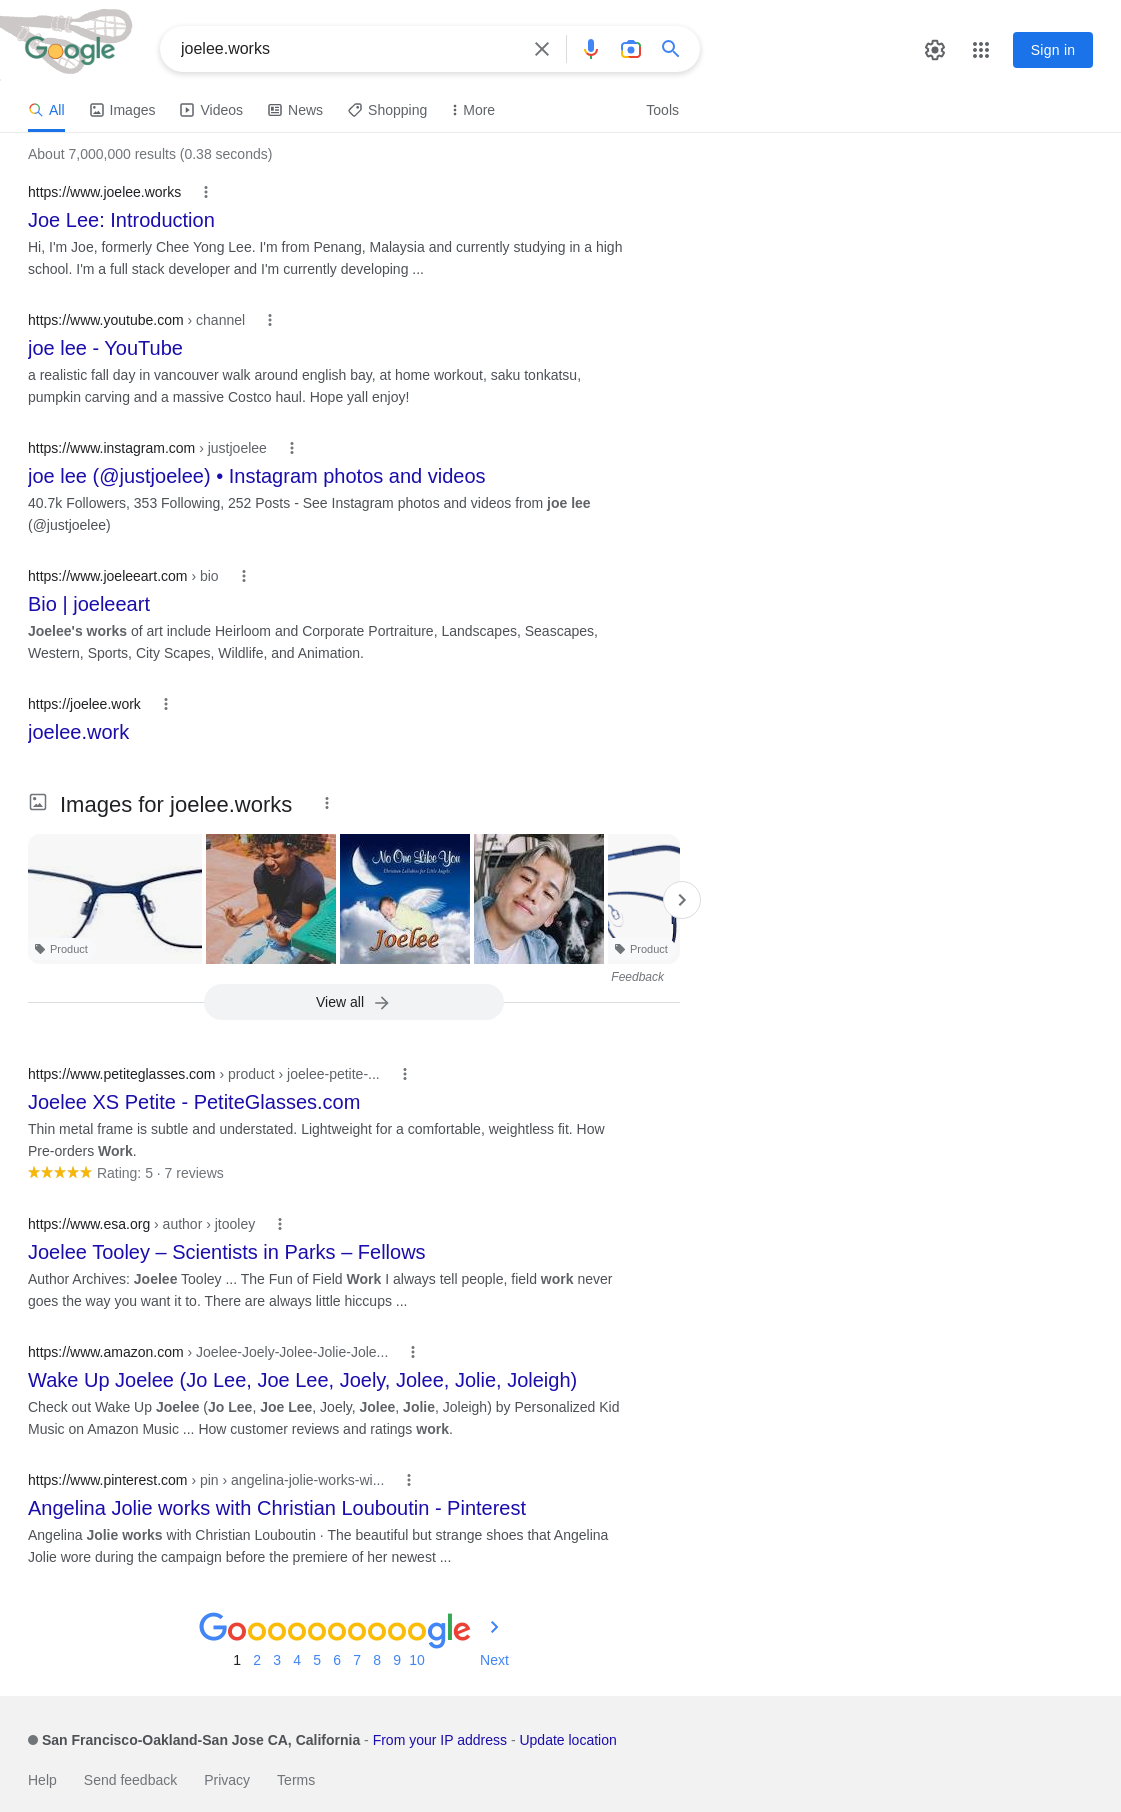 Google
joelee.works
Sign in
All Images Videos News Shopping More Tools
About 7,000,000 results (0.38 seconds)
https://www.joelee.works
Joe Lee: Introduction
Hi, I'm Joe, formerly Chee Yong Lee. I'm from Penang, Malaysia and currently studying in a high
school. I'm a full stack developer and I'm currently developing ...
https://www.youtube.com › channel
joe lee - YouTube
a realistic fall day in vancouver walk around english bay, at home workout, saku tonkatsu,
pumpkin carving and a massive Costco haul. Hope yall enjoy!
https://www.instagram.com › justjoelee
joe lee (@justjoelee) • Instagram photos and videos
40.7k Followers, 353 Following, 252 Posts - See Instagram photos and videos from joe lee
(@justjoelee)
https://www.joeleeart.com › bio
Bio | joeleeart
Joelee's works of art include Heirloom and Corporate Portraiture, Landscapes, Seascapes,
Western, Sports, City Scapes, Wildlife, and Animation.
https://joelee.work
joelee.work
Images for joelee.works
No One Like You
Christian Lullabies for Little Angels
Joelee
Product
Product
Feedback
View all
https://www.petiteglasses.com › product › joelee-petite-...
Joelee XS Petite - PetiteGlasses.com
Thin metal frame is subtle and understated. Lightweight for a comfortable, weightless fit. How
Pre-orders Work.
Rating: 5 · 7 reviews
https://www.esa.org › author › jtooley
Joelee Tooley – Scientists in Parks – Fellows
Author Archives: Joelee Tooley ... The Fun of Field Work I always tell people, field work never
goes the way you want it to. There are always little hiccups ...
https://www.amazon.com › Joelee-Joely-Jolee-Jolie-Jole...
Wake Up Joelee (Jo Lee, Joe Lee, Joely, Jolee, Jolie, Joleigh)
Check out Wake Up Joelee (Jo Lee, Joe Lee, Joely, Jolee, Jolie, Joleigh) by Personalized Kid
Music on Amazon Music ... How customer reviews and ratings work.
https://www.pinterest.com › pin › angelina-jolie-works-wi...
Angelina Jolie works with Christian Louboutin - Pinterest
Angelina Jolie works with Christian Louboutin · The beautiful but strange shoes that Angelina
Jolie wore during the campaign before the premiere of her newest ...
Goooooooooogle
1 2 3 4 5 6 7 8 9 10 Next
San Francisco-Oakland-San Jose CA, California - From your IP address - Update location
Help Send feedback Privacy Terms